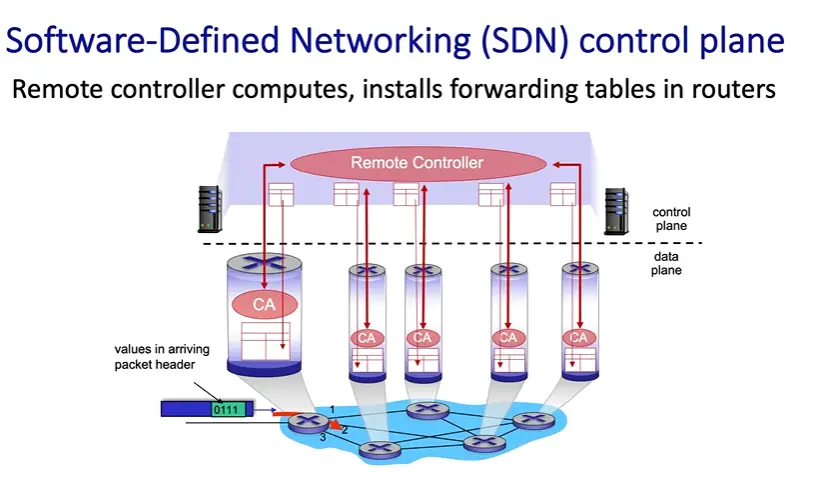 Software-Defined Networking (SDN) control plane
Remote controller computes, installs forwarding tables in routers
Remote Controller
control
plane
data
plane
CA
CA
CA
CA
CA
values in arriving
packet header
0111
1
2
3